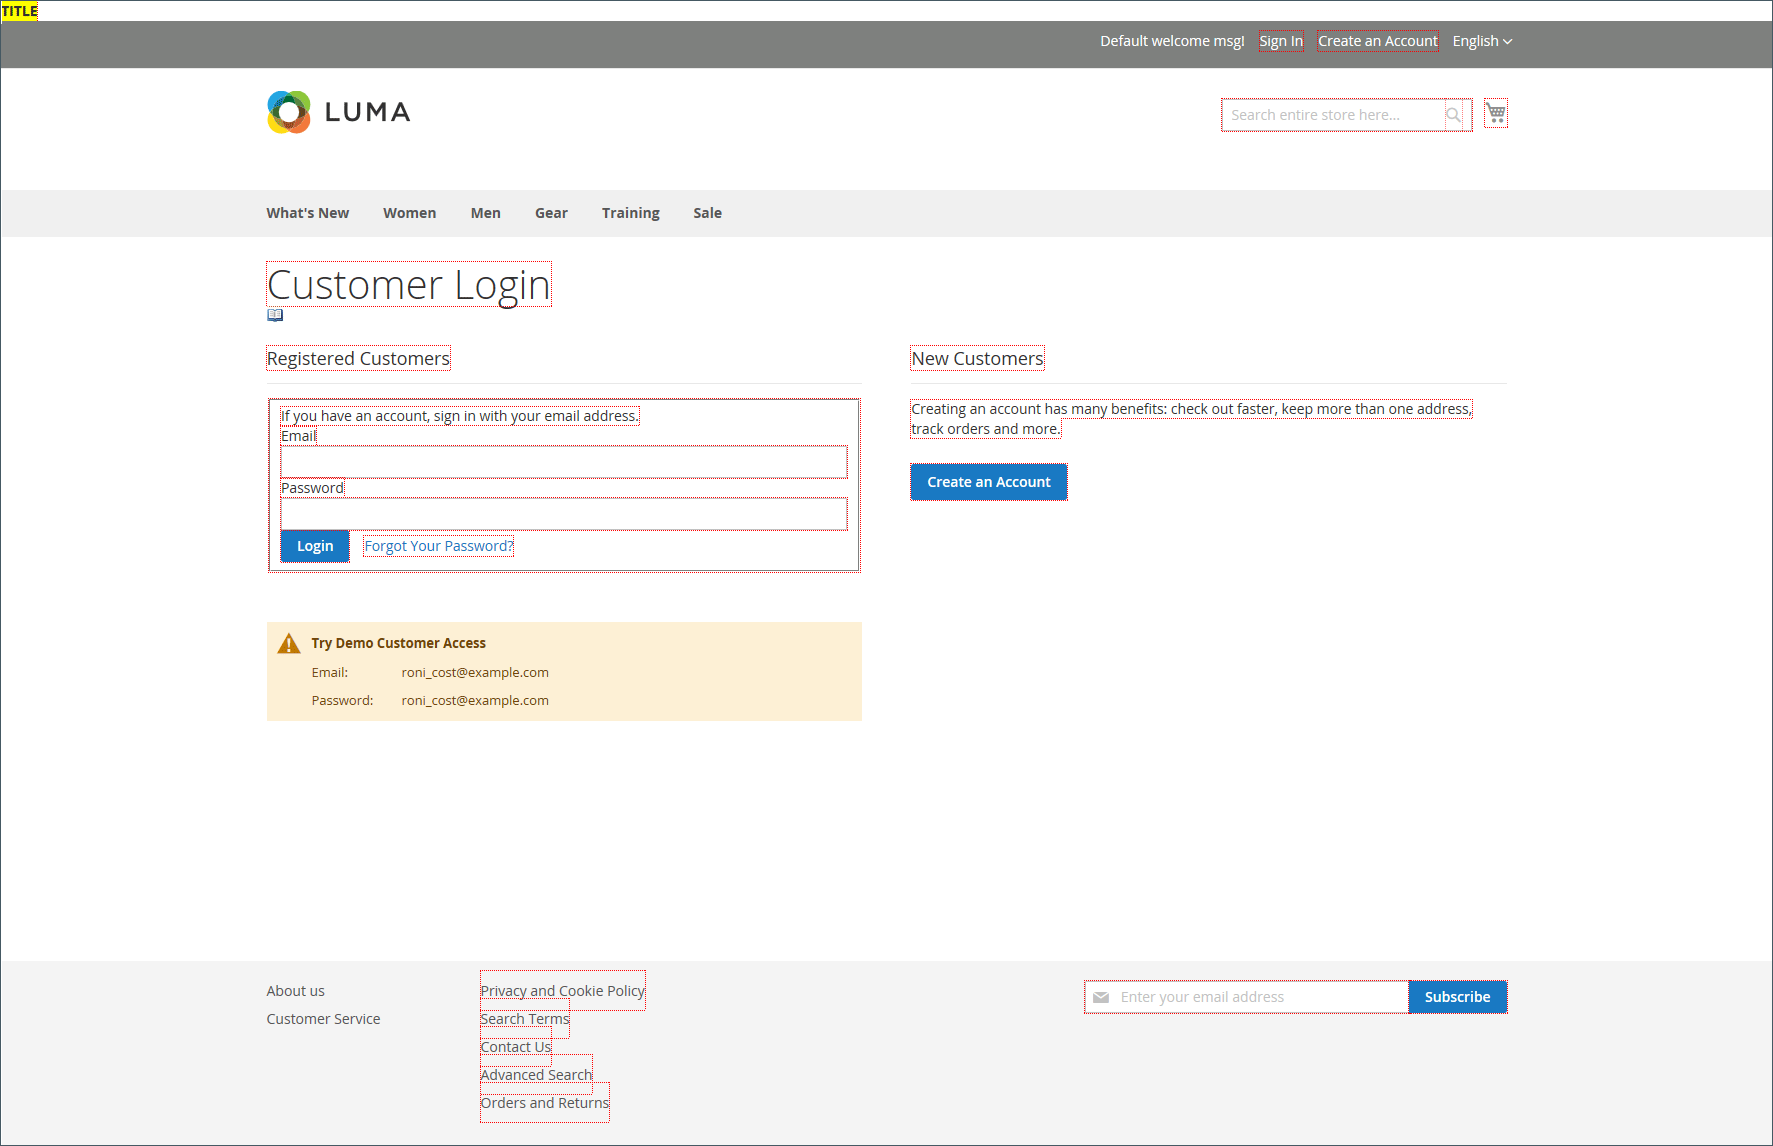 TITLE
Default welcome msg! Sign In Create an Account English
LUMA
Search entire store here...
What's New Women Men Gear Training Sale
Customer Login
Registered Customers
If you have an account, sign in with your email address.
Email
Password
Login Forgot Your Password?
New Customers
Creating an account has many benefits: check out faster, keep more than one address,
track orders and more.
Create an Account
Try Demo Customer Access
Email: roni_cost@example.com
Password: roni_cost@example.com
About us
Customer Service
Privacy and Cookie Policy
Search Terms
Contact Us
Advanced Search
Orders and Returns
Enter your email address Subscribe